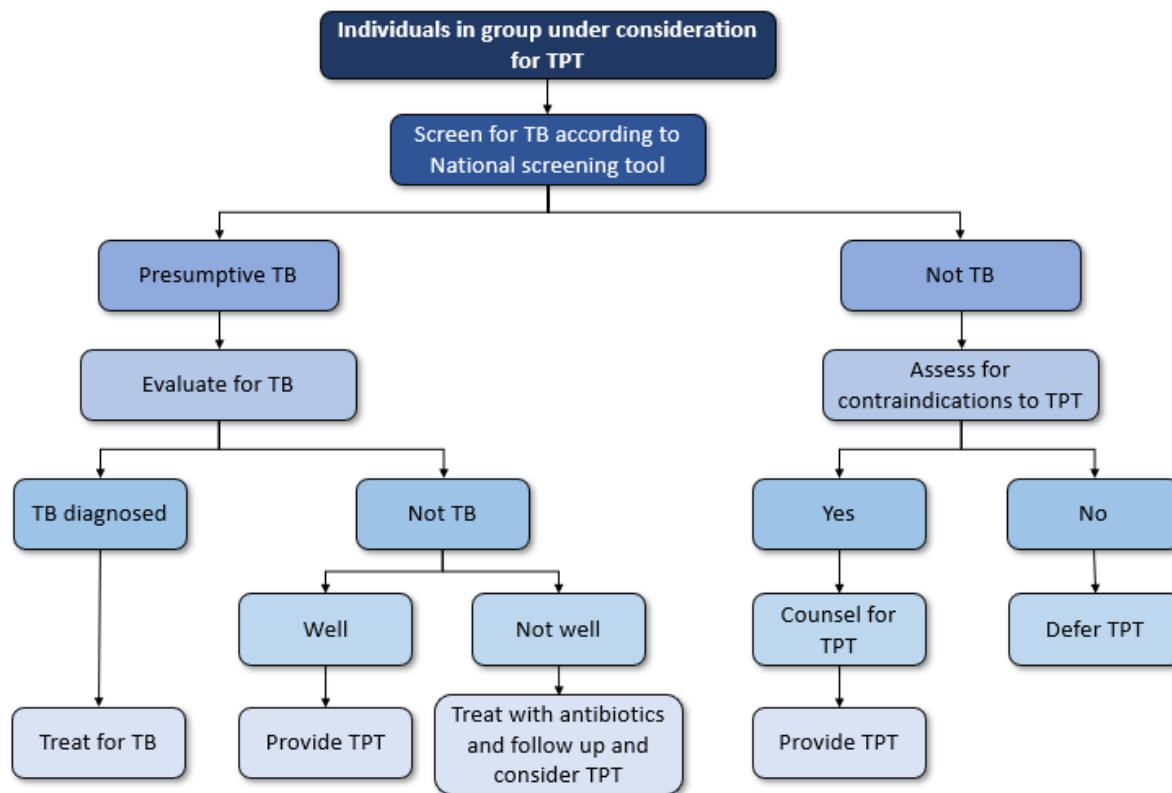 Individuals in group under consideration
for TPT
Screen for TB according to
National screening tool
Presumptive TB
Not TB
Evaluate for TB
Assess for
contraindications to TPT
TB diagnosed
Not TB
Yes
No
Well
Not well
Counsel for
TPT
Defer TPT
Treat for TB
Provide TPT
Treat with antibiotics
and follow up and
consider TPT
Provide TPT